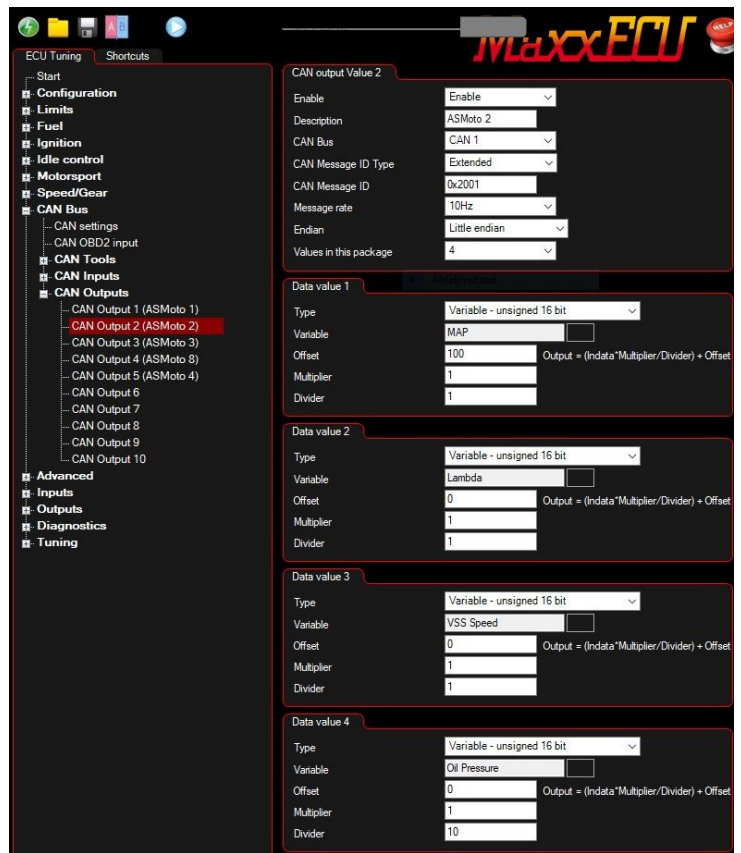 A B
MaxxECU
HELP
ECU Tuning
Shortcuts
Start
Configuration
Limits
Fuel
Ignition
Idle control
Motorsport
Speed/Gear
CAN Bus
CAN settings
CAN OBD2 input
CAN Tools
CAN Inputs
CAN Outputs
CAN Output 1 (ASMoto 1)
CAN Output 2 (ASMoto 2)
CAN Output 3 (ASMoto 3)
CAN Output 4 (ASMoto 8)
CAN Output 5 (ASMoto 4)
CAN Output 6
CAN Output 7
CAN Output 8
CAN Output 9
CAN Output 10
Advanced
Inputs
Outputs
Diagnostics
Tuning
CAN output Value 2
Enable Enable
Description ASMoto 2
CAN Bus CAN 1
CAN Message ID Type Extended
CAN Message ID 0x2001
Message rate 10Hz
Endian Little endian
Values in this package 4
Data value 1
Type Variable - unsigned 16 bit
Variable MAP
Offset 100 Output = (Indata*Multiplier/Divider) + Offset
Multiplier 1
Divider 1
Data value 2
Type Variable - unsigned 16 bit
Variable Lambda
Offset 0 Output = (Indata*Multiplier/Divider) + Offset
Multiplier 1
Divider 1
Data value 3
Type Variable - unsigned 16 bit
Variable VSS Speed
Offset 0 Output = (Indata*Multiplier/Divider) + Offset
Multiplier 1
Divider 1
Data value 4
Type Variable - unsigned 16 bit
Variable Oil Pressure
Offset 0 Output = (Indata*Multiplier/Divider) + Offset
Multiplier 1
Divider 10